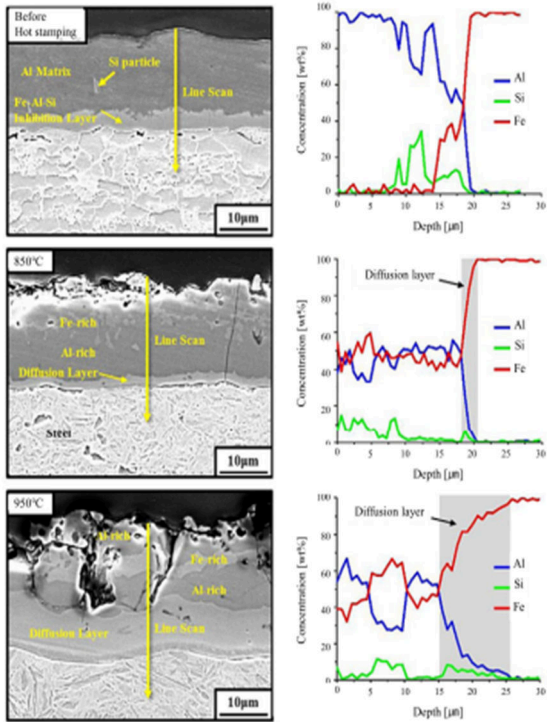 Before
Hot stamping
Al Matrix
Si particle
Line Scan
Fe-Al-Si
Inhibition Layer
10μm
Concentration [wt%]
100
80
60
40
20
0
0 5 10 15 20 25 30
Depth [μm]
Al
Si
Fe
850℃
Fe-rich
Al-rich
Diffusion Layer
Line Scan
Steel
10μm
Concentration [wt%]
100
80
60
40
20
0
0 5 10 15 20 25 30
Depth [μm]
Diffusion layer
Al
Si
Fe
950℃
rich
Fe-rich
Al-rich
Diffusion Layer
Line Scan
10μm
Concentration [wt%]
100
80
60
40
20
0
0 5 10 15 20 25 30
Depth [μm]
Diffusion layer
Al
Si
Fe